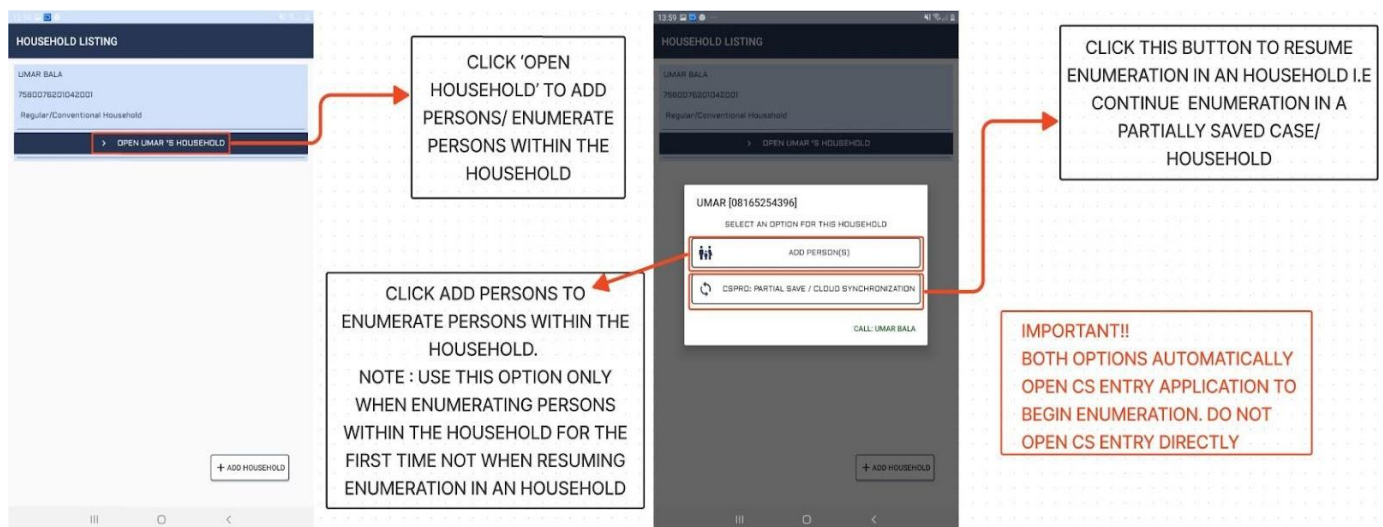 HOUSEHOLD LISTING
UMAR BALA
7580076201042001
Regular/Conventional Household
> OPEN UMAR 'S HOUSEHOLD
+ ADD HOUSEHOLD
CLICK ‘OPEN
HOUSEHOLD’ TO ADD
PERSONS/ ENUMERATE
PERSONS WITHIN THE
HOUSEHOLD
CLICK ADD PERSONS TO
ENUMERATE PERSONS WITHIN THE
HOUSEHOLD.
NOTE : USE THIS OPTION ONLY
WHEN ENUMERATING PERSONS
WITHIN THE HOUSEHOLD FOR THE
FIRST TIME NOT WHEN RESUMING
ENUMERATION IN AN HOUSEHOLD
13:59
HOUSEHOLD LISTING
UMAR BALA
7580076201042001
Regular/Conventional Household
> OPEN UMAR 'S HOUSEHOLD
UMAR [08165254396]
SELECT AN OPTION FOR THIS HOUSEHOLD
ADD PERSON(S)
CSPRO: PARTIAL SAVE / CLOUD SYNCHRONIZATION
CALL: UMAR BALA
+ ADD HOUSEHOLD
CLICK THIS BUTTON TO RESUME
ENUMERATION IN AN HOUSEHOLD I.E
CONTINUE ENUMERATION IN A
PARTIALLY SAVED CASE/
HOUSEHOLD
IMPORTANT!!
BOTH OPTIONS AUTOMATICALLY
OPEN CS ENTRY APPLICATION TO
BEGIN ENUMERATION. DO NOT
OPEN CS ENTRY DIRECTLY